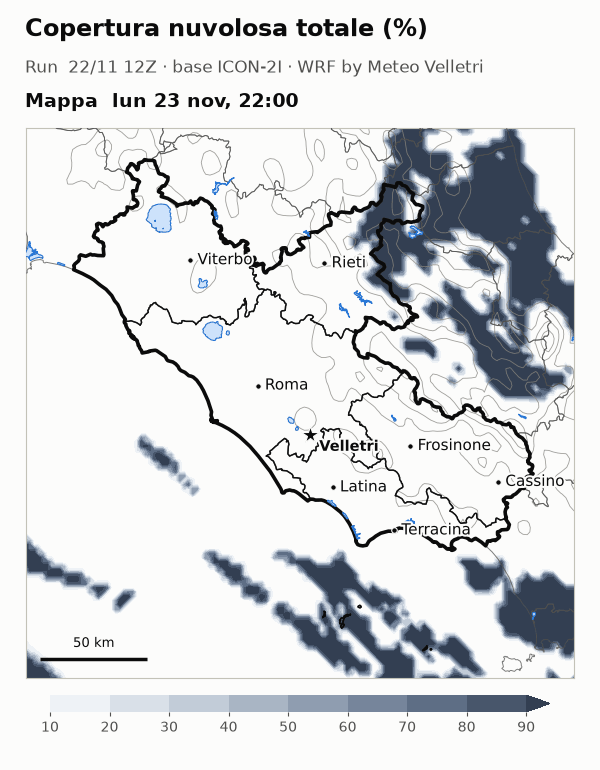 Copertura nuvolosa totale (%)
Run  22/11 12Z · base ICON-2I · WRF by Meteo Velletri
Mappa  lun 23 nov, 22:00
Viterbo
Rieti
Roma
Velletri
Frosinone
Latina
Cassino
Terracina
50 km
10 20 30 40 50 60 70 80 90